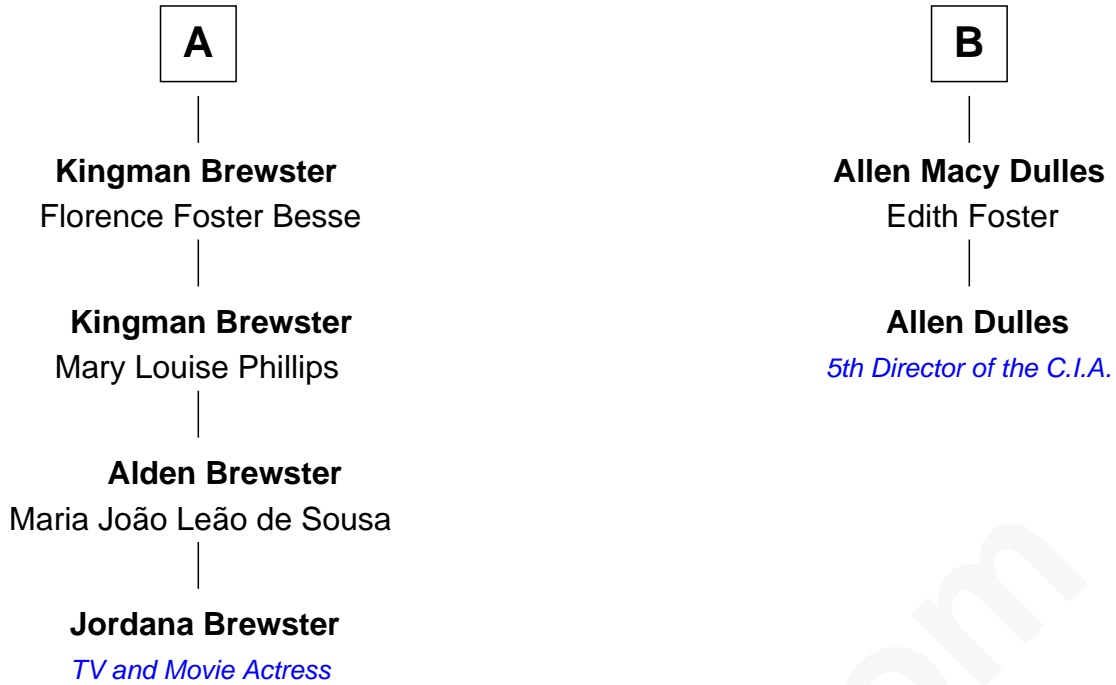 A
Kingman Brewster
Florence Foster Besse
Kingman Brewster
Mary Louise Phillips
Alden Brewster
Maria João Leão de Sousa
Jordana Brewster
TV and Movie Actress
B
Allen Macy Dulles
Edith Foster
Allen Dulles
5th Director of the C.I.A.
om